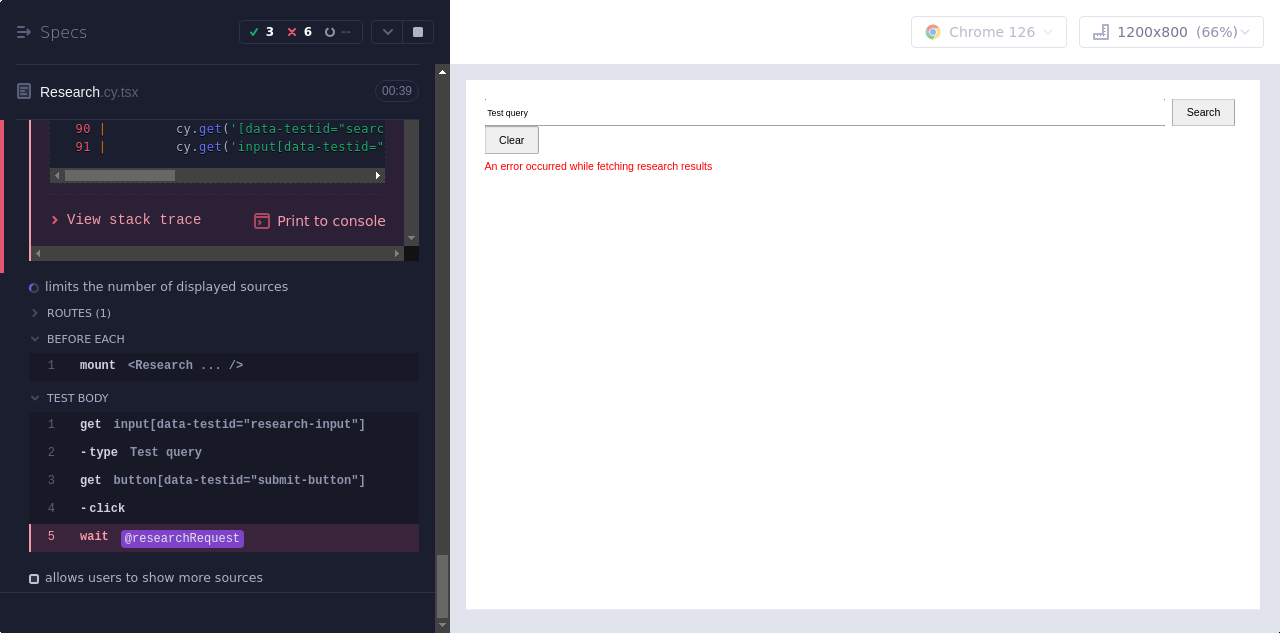 Specs
3
6
--
Research.cy.tsx
00:39
90 | cy.get('[data-testid="searc
91 | cy.get('input[data-testid="
View stack trace
Print to console
limits the number of displayed sources
ROUTES (1)
BEFORE EACH
1 mount <Research ... />
TEST BODY
1 get input[data-testid="research-input"]
2 -type Test query
3 get button[data-testid="submit-button"]
4 -click
5 wait @researchRequest
allows users to show more sources
Chrome 126
1200x800 (66%)
Test query
Search
Clear
An error occurred while fetching research results